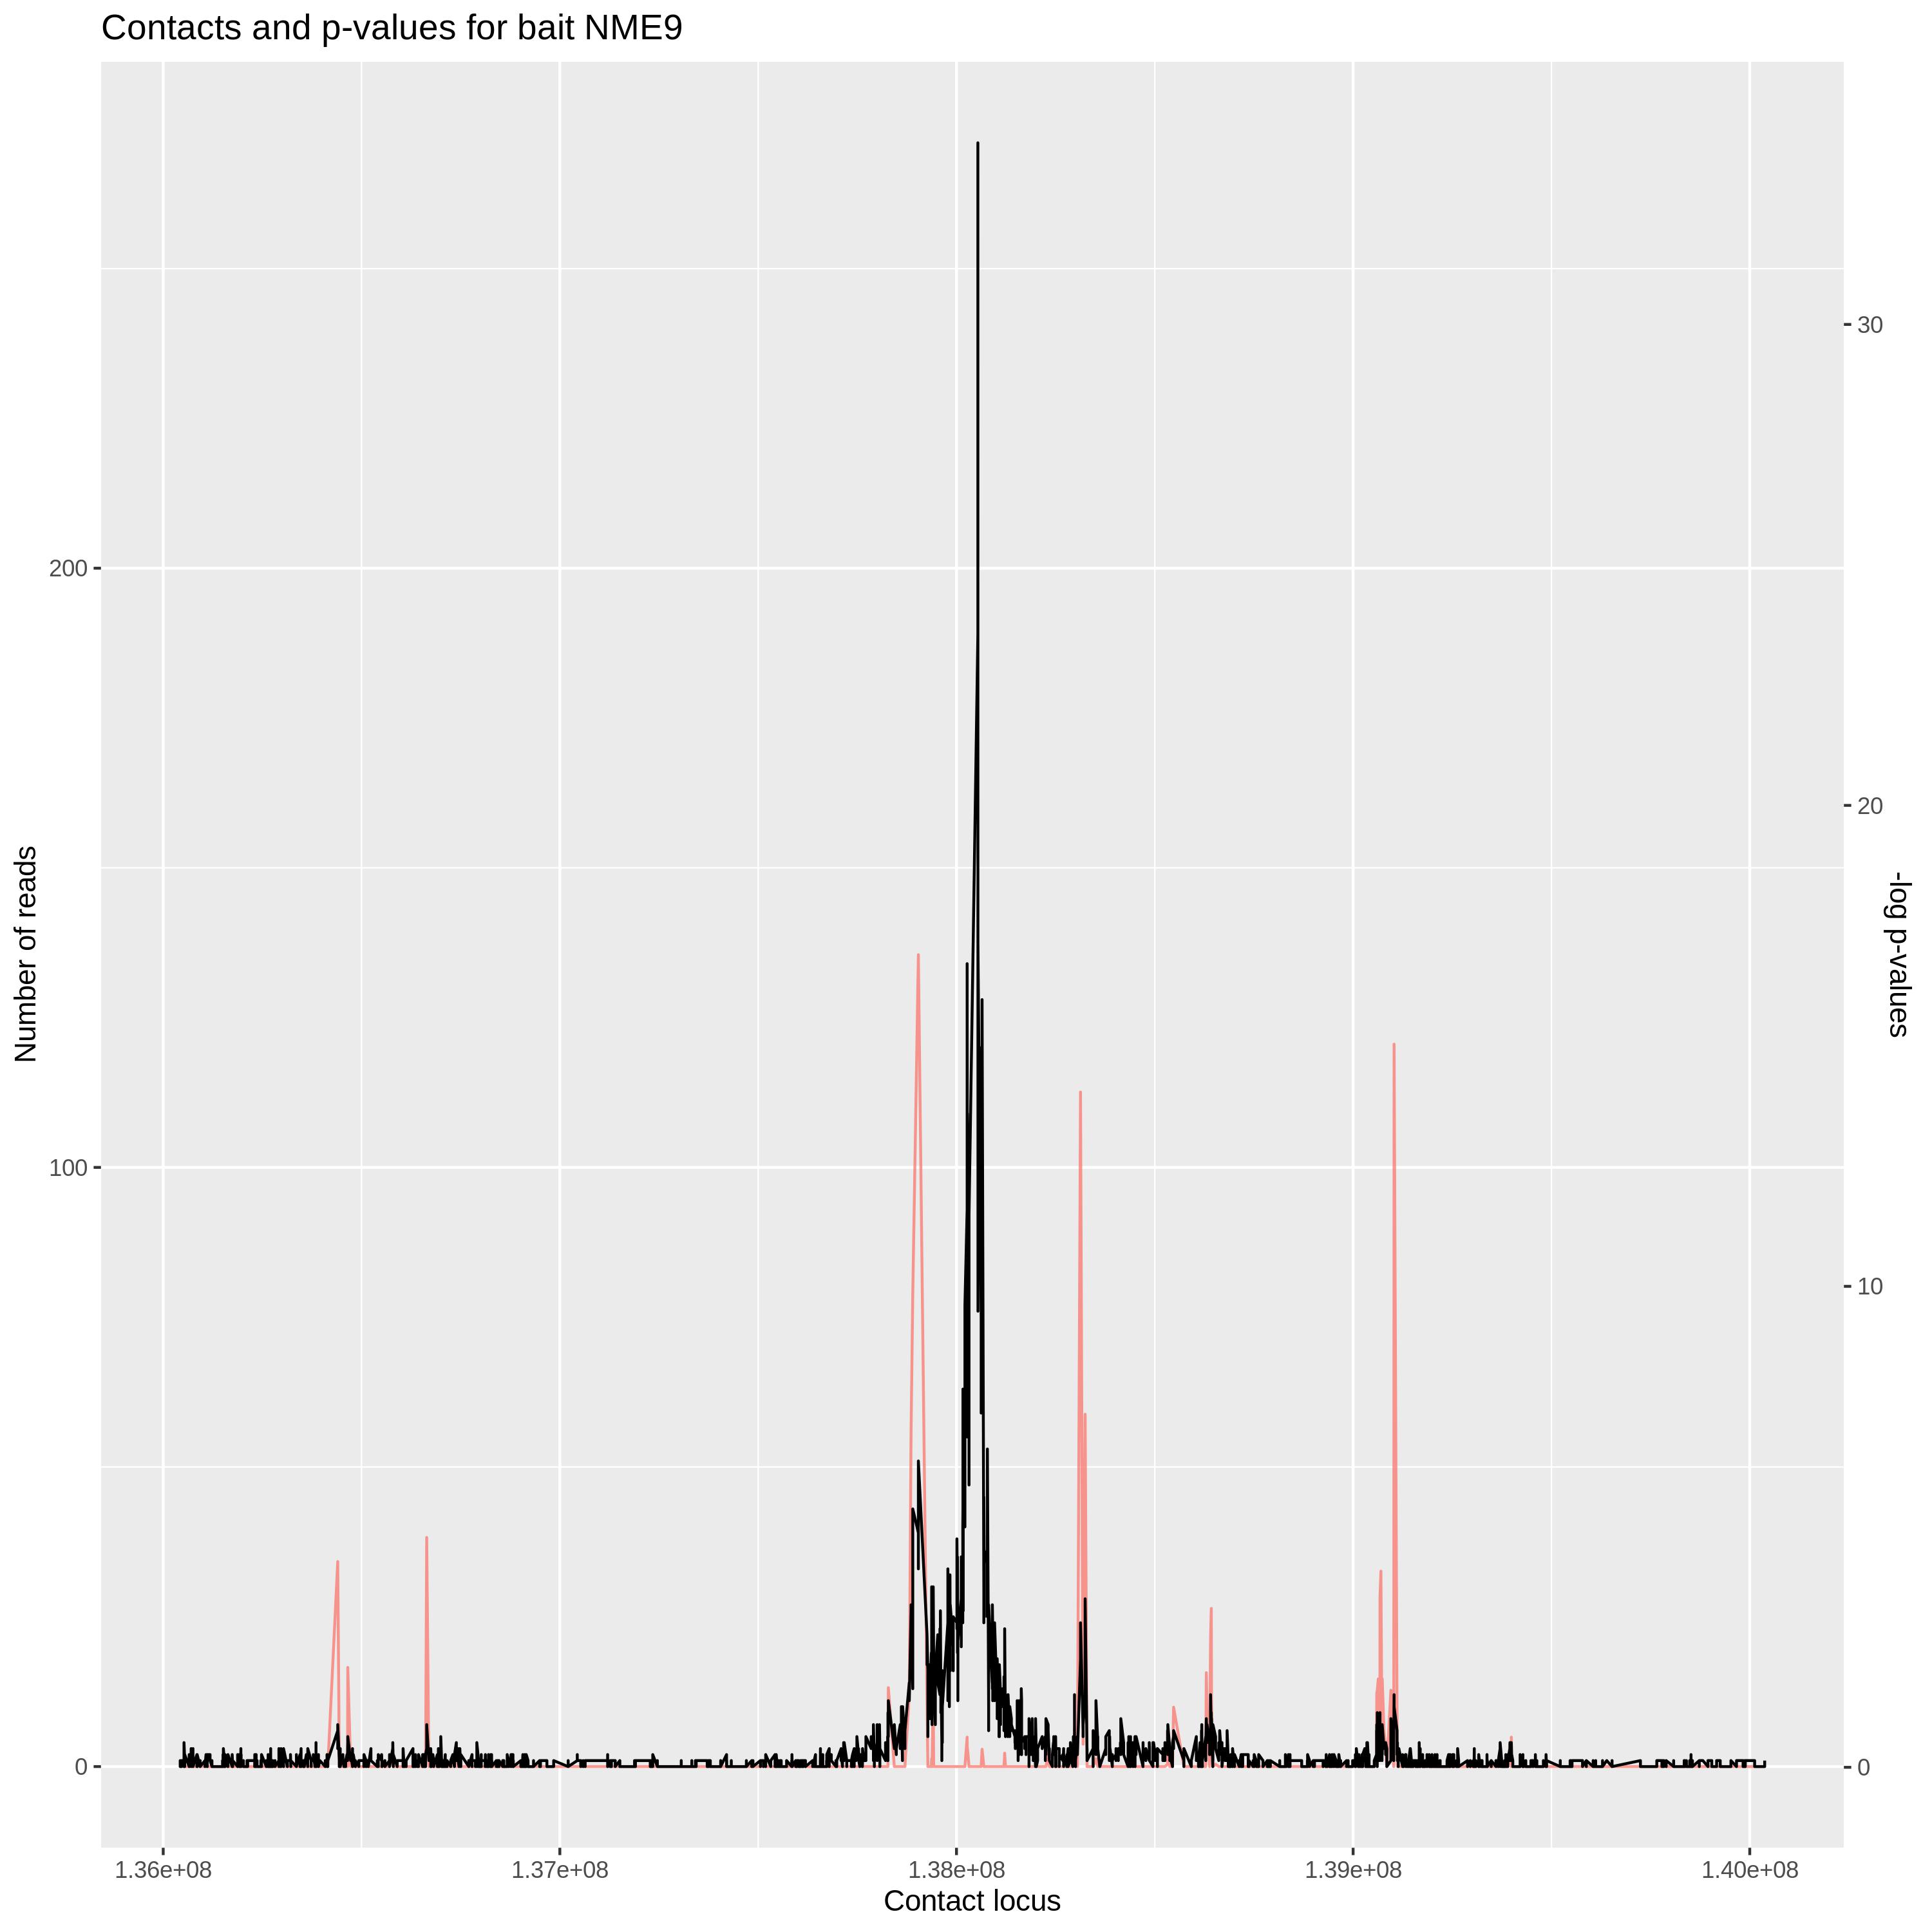 Contacts and p-values for bait NME9
Number of reads
200
100
0
30
20
10
0
-log p-values
1.36e+08
1.37e+08
1.38e+08
1.39e+08
1.40e+08
Contact locus